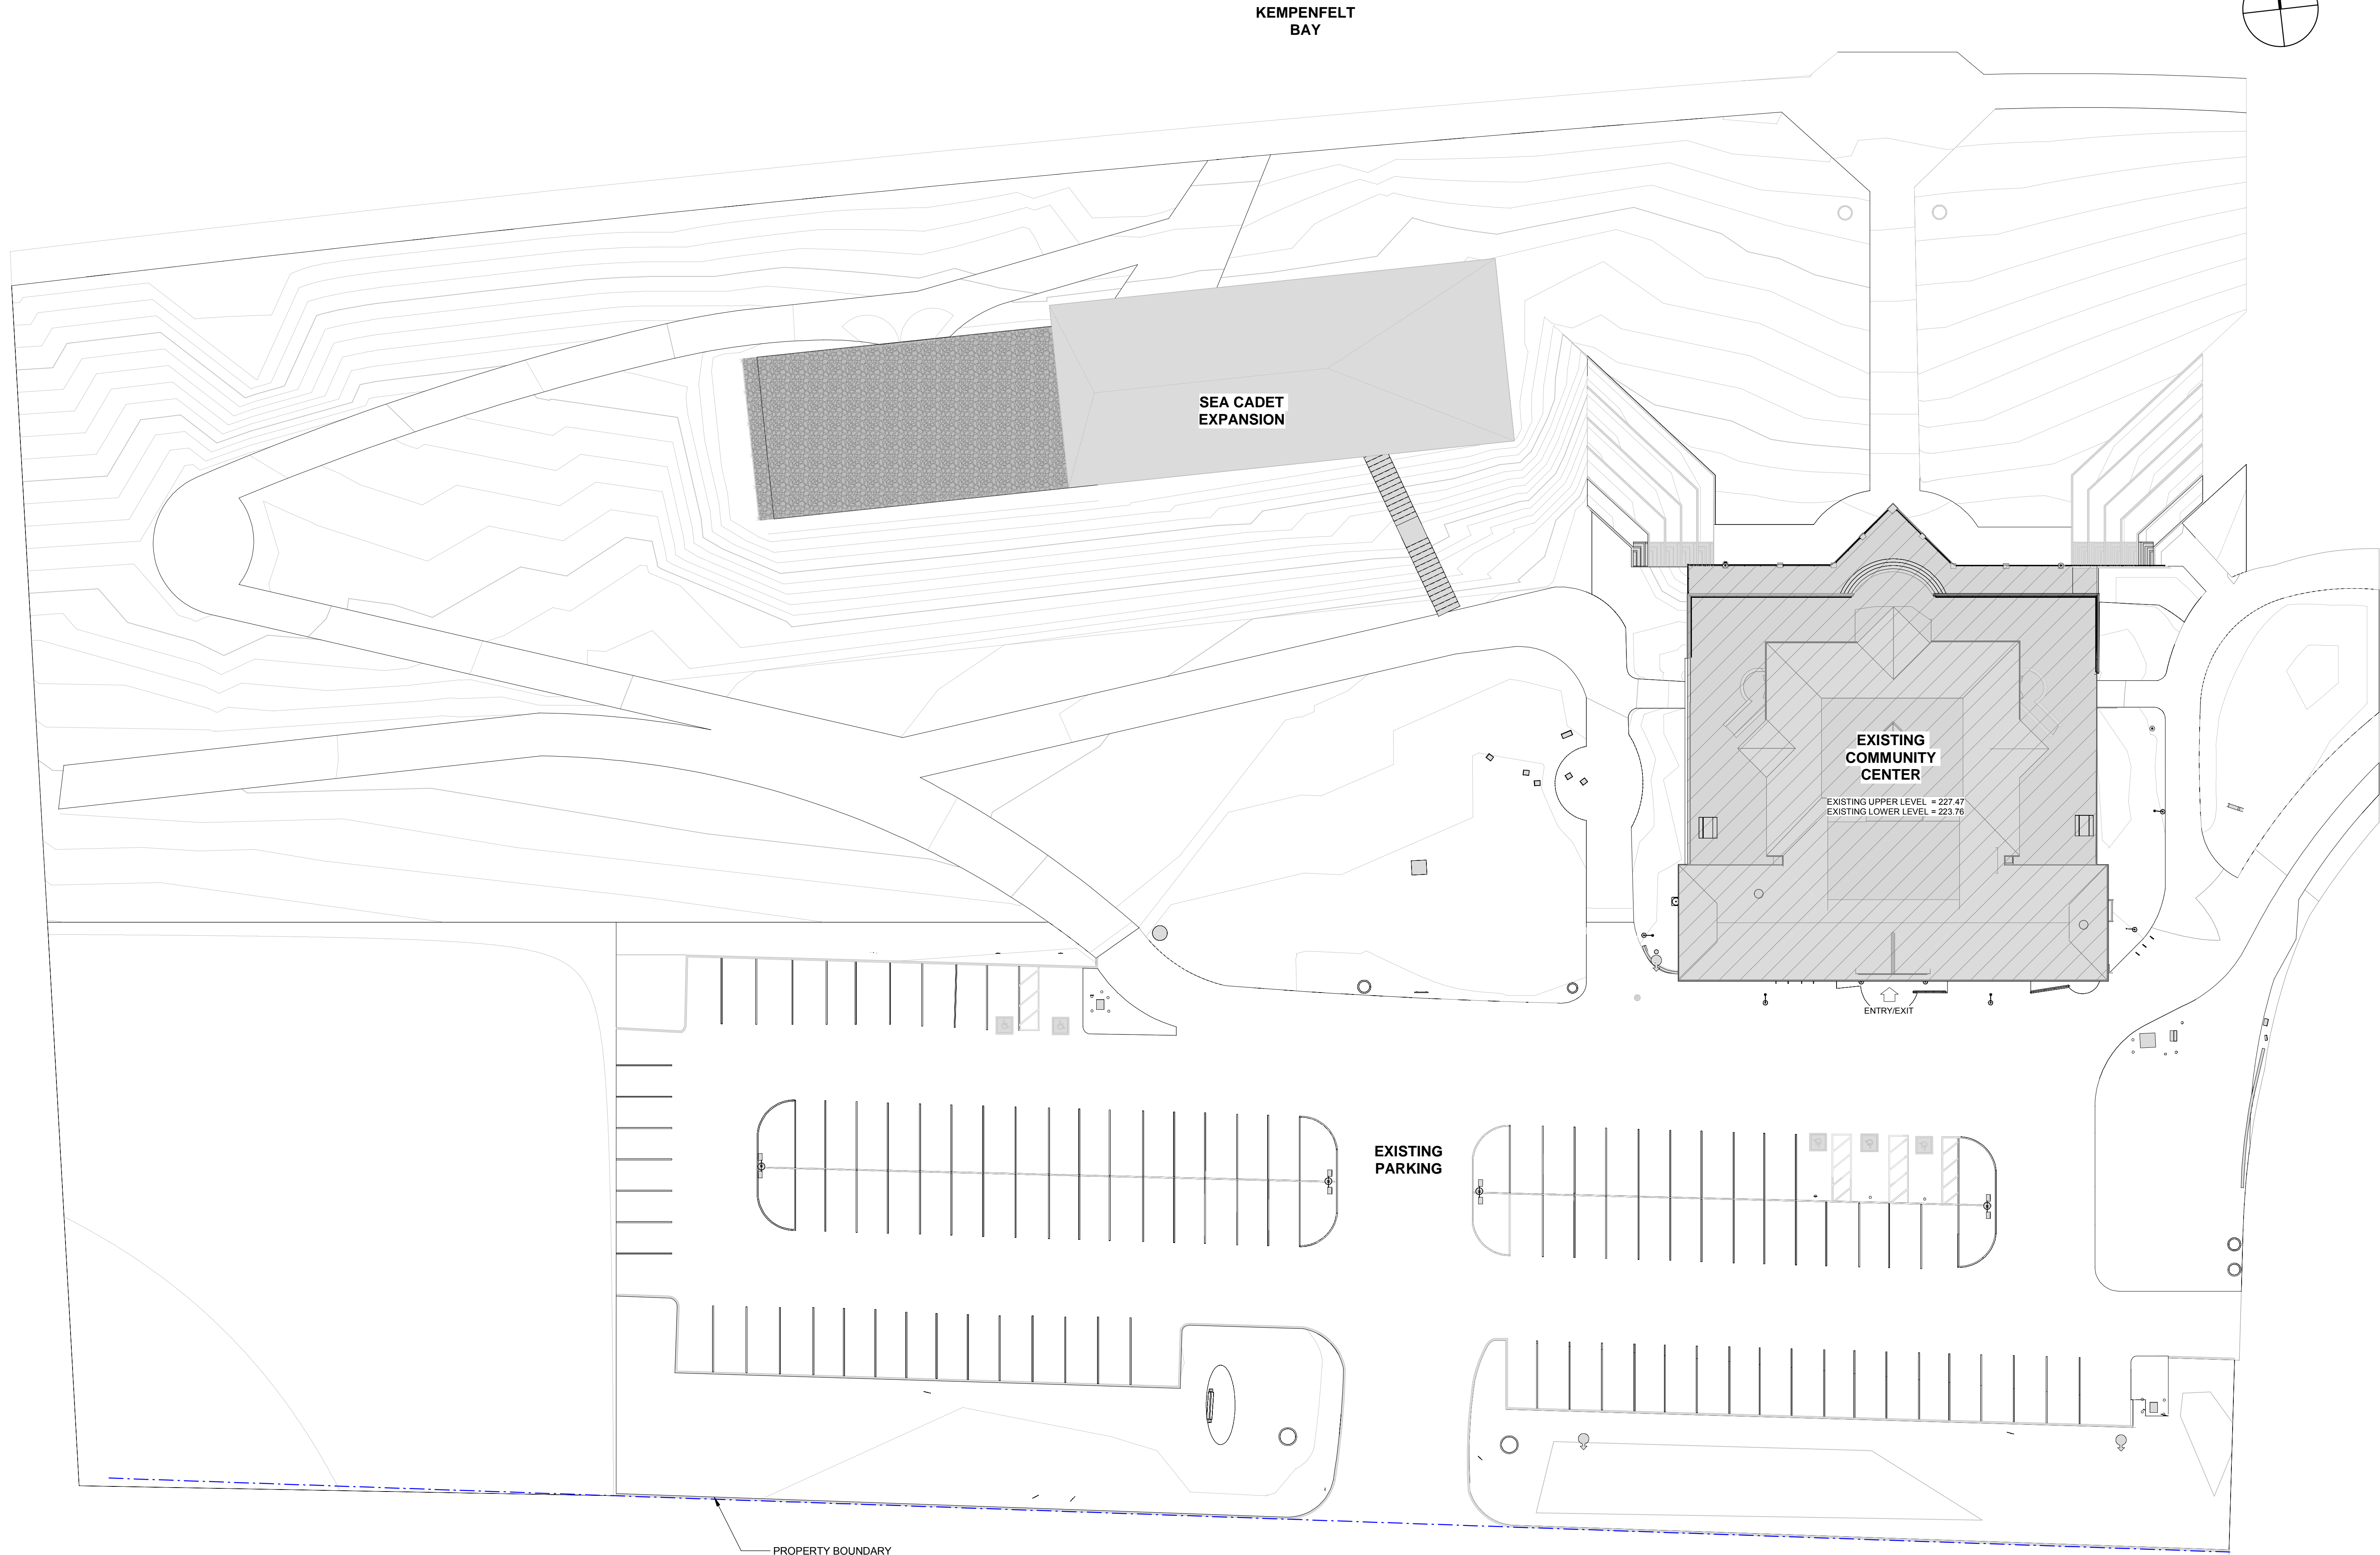 KEMPENFELT
BAY
SEA CADET
EXPANSION
EXISTING
COMMUNITY
CENTER
EXISTING UPPER LEVEL = 227.47
EXISTING LOWER LEVEL = 223.76
ENTRY/EXIT
EXISTING
PARKING
PROPERTY BOUNDARY